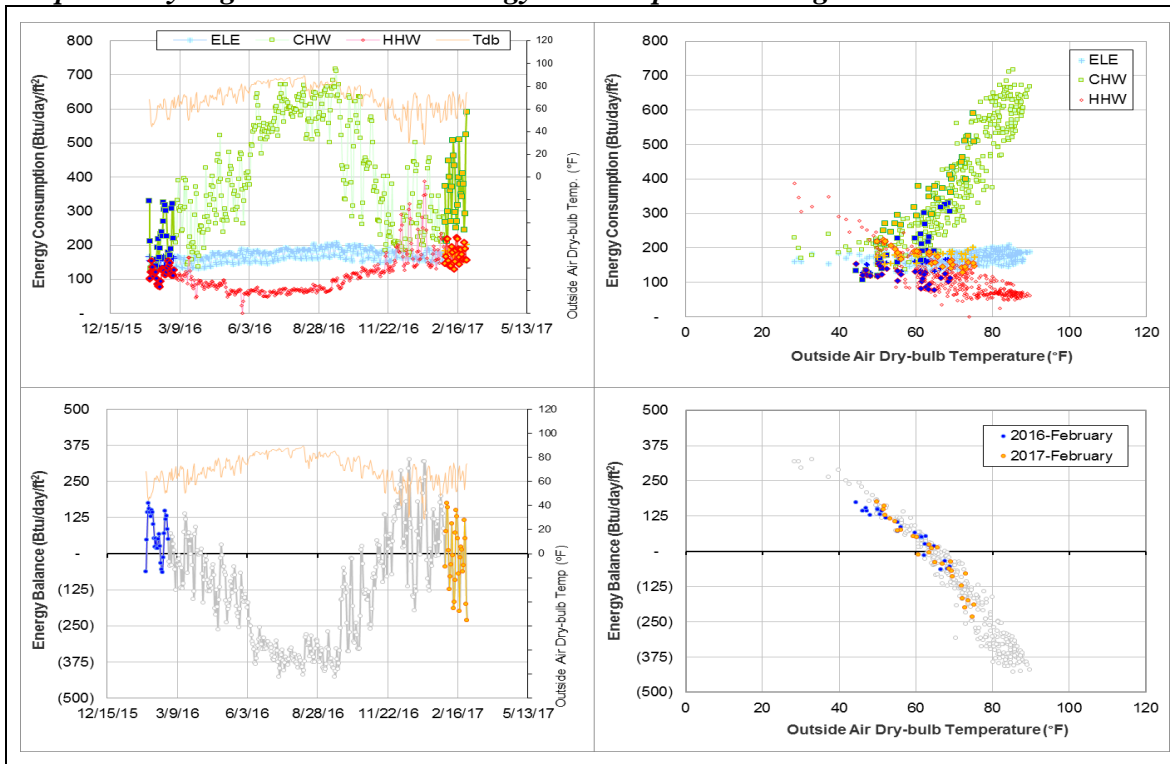 ELE CHW HHW Tdb
Energy Consumption (Btu/day/ft²)
800
700
600
500
400
300
200
100
-
120
100
80
60
40
20
0
Outside Air Dry-bulb Temp. (°F)
12/15/15 3/9/16 6/3/16 8/28/16 11/22/16 2/16/17 5/13/17
ELE
CHW
HHW
Energy Consumption (Btu/day/ft²)
800
700
600
500
400
300
200
100
-
0 20 40 60 80 100 120
Outside Air Dry-bulb Temperature (°F)
Energy Balance (Btu/day/ft²)
500
375
250
125
-
(125)
(250)
(375)
(500)
120
100
80
60
40
20
0
Outside Air Dry-bulb Temp (°F)
12/15/15 3/9/16 6/3/16 8/28/16 11/22/16 2/16/17 5/13/17
2016-February
2017-February
Energy Balance (Btu/day/ft²)
500
375
250
125
-
(125)
(250)
(375)
(500)
0 20 40 60 80 100 120
Outside Air Dry-bulb Temperature (°F)